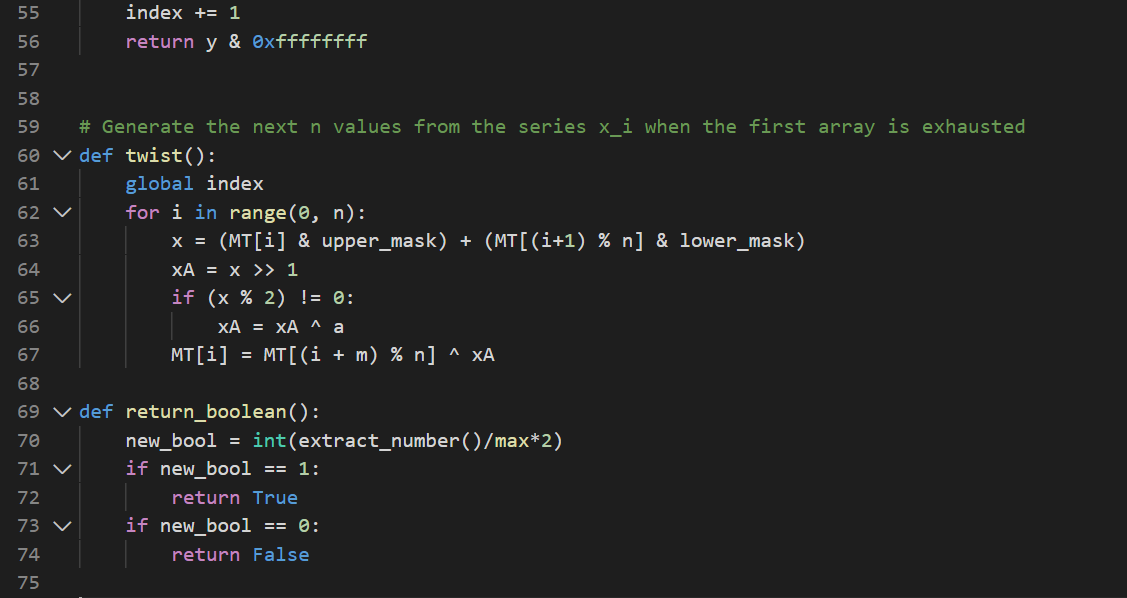 55 index += 1
56 return y & 0xffffffff
57
58
59 # Generate the next n values from the series x_i when the first array is exhausted
60 def twist():
61 global index
62 for i in range(0, n):
63 x = (MT[i] & upper_mask) + (MT[(i+1) % n] & lower_mask)
64 xA = x >> 1
65 if (x % 2) != 0:
66 xA = xA ^ a
67 MT[i] = MT[(i + m) % n] ^ xA
68
69 def return_boolean():
70 new_bool = int(extract_number()/max*2)
71 if new_bool == 1:
72 return True
73 if new_bool == 0:
74 return False
75